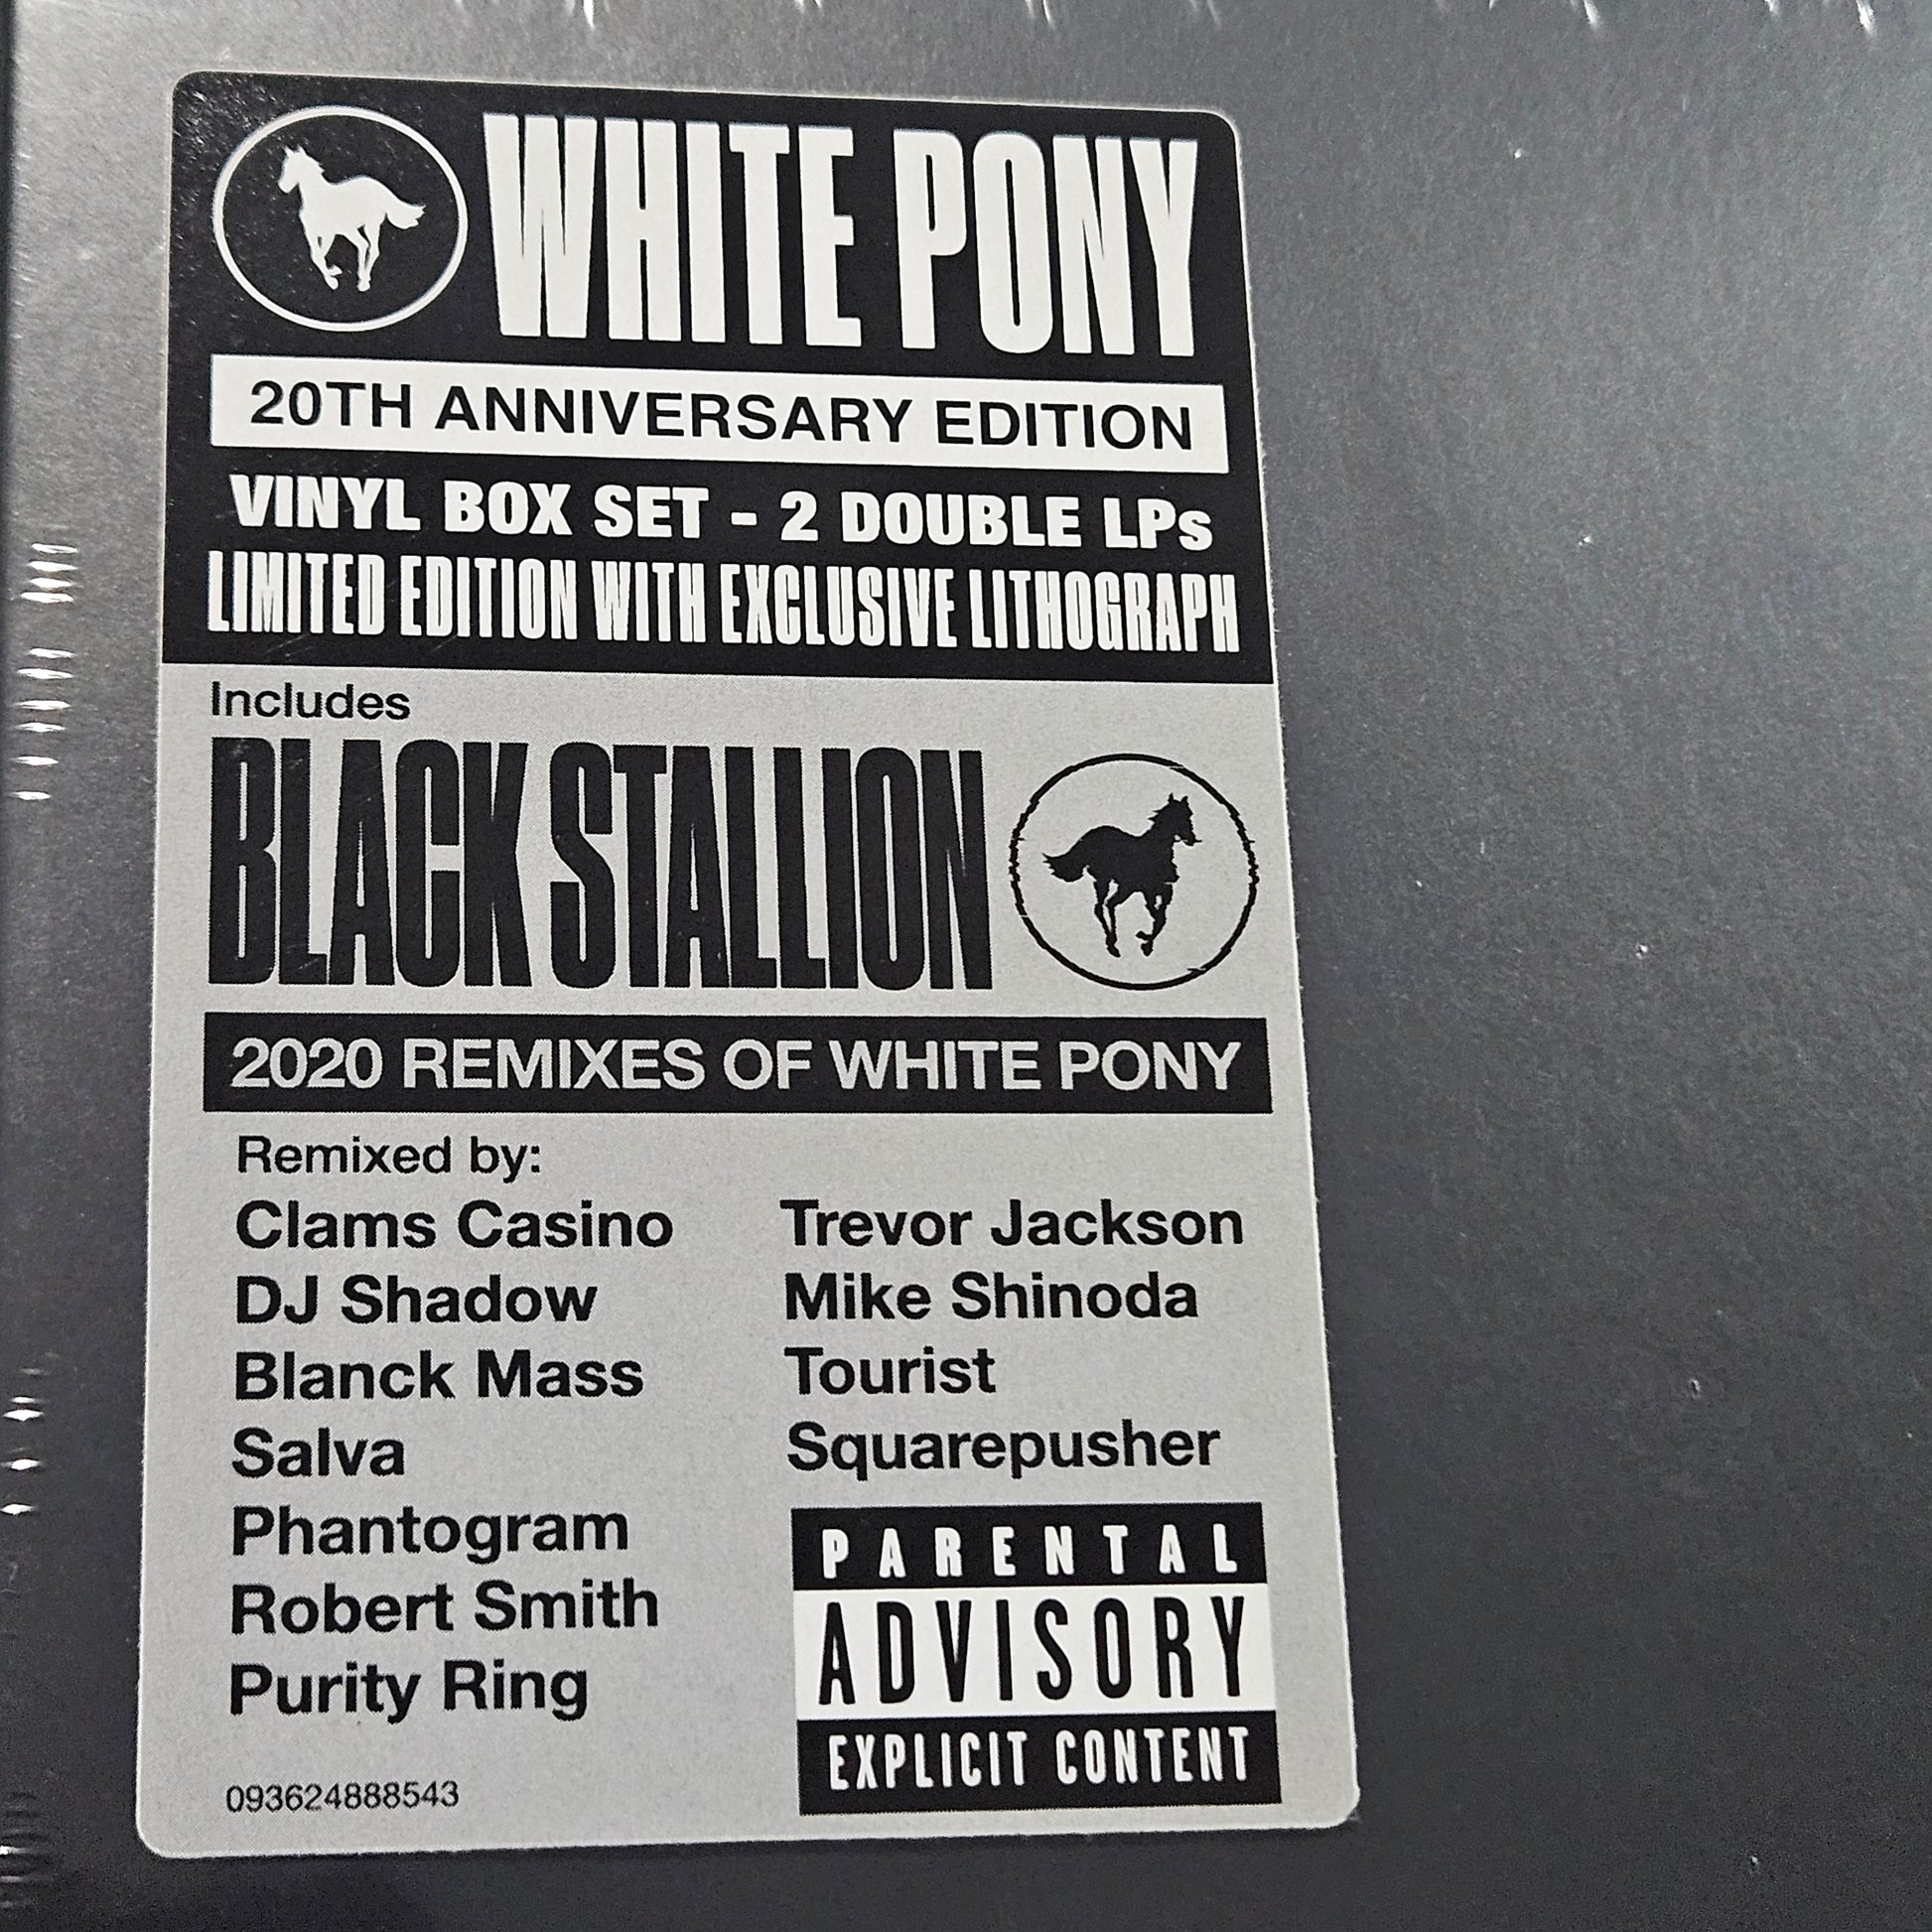 WHITE PONY
20TH ANNIVERSARY EDITION
VINYL BOX SET - 2 DOUBLE LPs
LIMITED EDITION WITH EXCLUSIVE LITHOGRAPH
Includes
BLACK STALLION
2020 REMIXES OF WHITE PONY
Remixed by:
Clams Casino
DJ Shadow
Blanck Mass
Salva
Phantogram
Robert Smith
Purity Ring
Trevor Jackson
Mike Shinoda
Tourist
Squarepusher
PARENTAL
ADVISORY
EXPLICIT CONTENT
093624888543